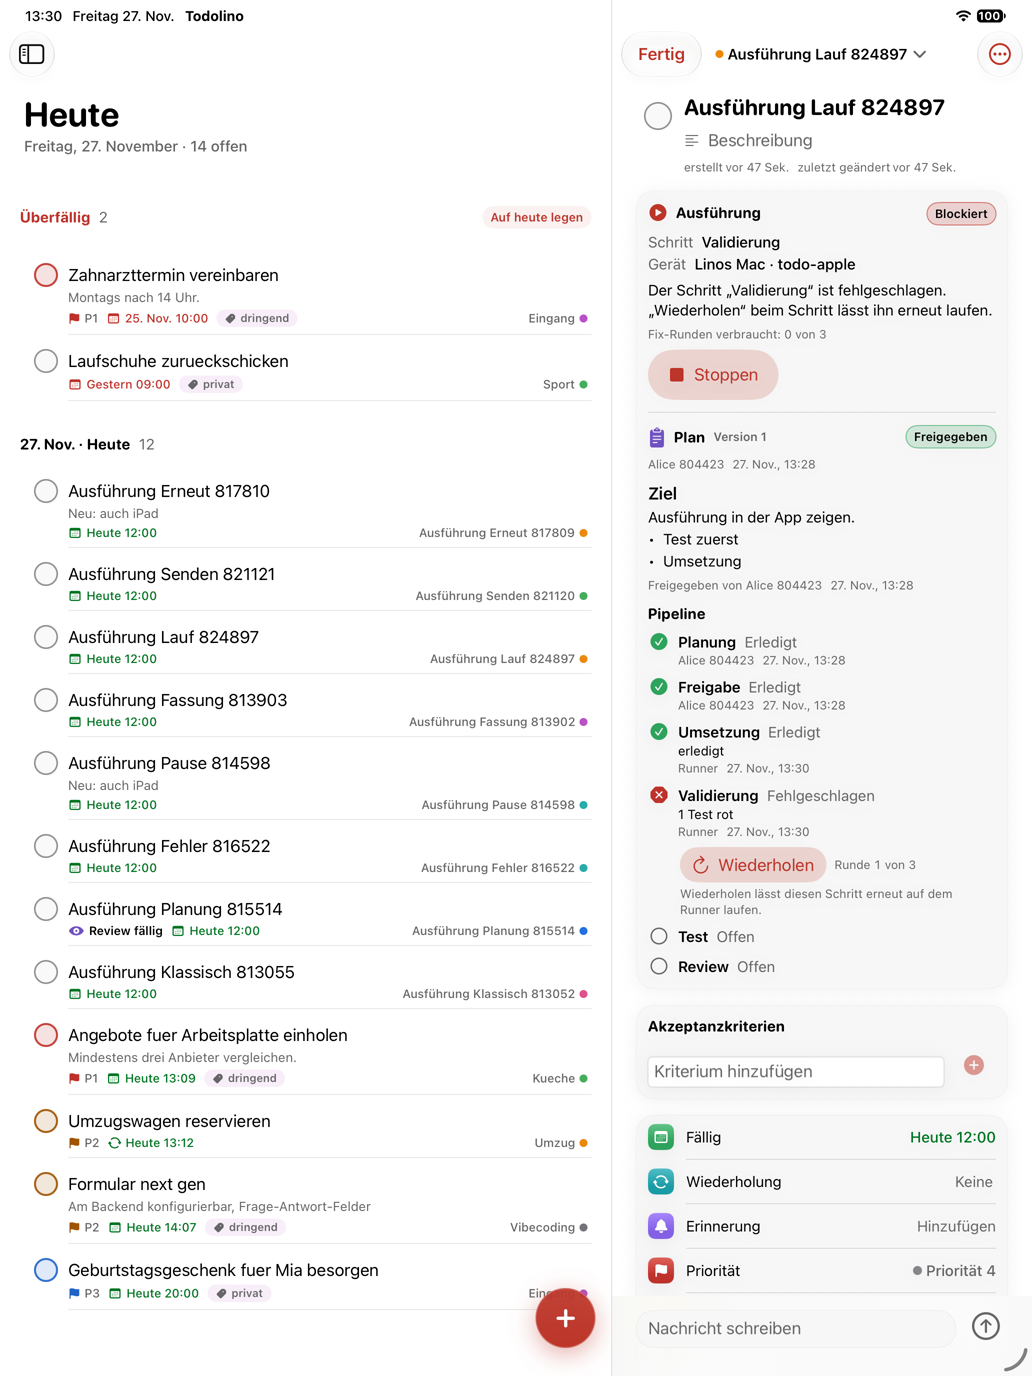 13:30 Freitag 27. Nov. Todolino
100
Heute
Freitag, 27. November · 14 offen
Überfällig 2
Auf heute legen
Zahnarzttermin vereinbaren
Montags nach 14 Uhr.
P1 25. Nov. 10:00 dringend
Eingang
Laufschuhe zurueckschicken
Gestern 09:00 privat
Sport
27. Nov. · Heute 12
Ausführung Erneut 817810
Neu: auch iPad
Heute 12:00
Ausführung Erneut 817809
Ausführung Senden 821121
Heute 12:00
Ausführung Senden 821120
Ausführung Lauf 824897
Heute 12:00
Ausführung Lauf 824897
Ausführung Fassung 813903
Heute 12:00
Ausführung Fassung 813902
Ausführung Pause 814598
Neu: auch iPad
Heute 12:00
Ausführung Pause 814598
Ausführung Fehler 816522
Heute 12:00
Ausführung Fehler 816522
Ausführung Planung 815514
Review fällig Heute 12:00
Ausführung Planung 815514
Ausführung Klassisch 813055
Heute 12:00
Ausführung Klassisch 813052
Angebote fuer Arbeitsplatte einholen
Mindestens drei Anbieter vergleichen.
P1 Heute 13:09 dringend
Kueche
Umzugswagen reservieren
P2 Heute 13:12
Umzug
Formular next gen
Am Backend konfigurierbar, Frage-Antwort-Felder
P2 Heute 14:07 dringend
Vibecoding
Geburtstagsgeschenk fuer Mia besorgen
P3 Heute 20:00 privat
Fertig
Ausführung Lauf 824897
Ausführung Lauf 824897
Beschreibung
erstellt vor 47 Sek. zuletzt geändert vor 47 Sek.
Ausführung
Blockiert
Schritt Validierung
Gerät Linos Mac · todo-apple
Der Schritt „Validierung“ ist fehlgeschlagen.
„Wiederholen“ beim Schritt lässt ihn erneut laufen.
Fix-Runden verbraucht: 0 von 3
Stoppen
Plan Version 1
Freigegeben
Alice 804423 27. Nov., 13:28
Ziel
Ausführung in der App zeigen.
• Test zuerst
• Umsetzung
Freigegeben von Alice 804423 27. Nov., 13:28
Pipeline
Planung Erledigt
Alice 804423 27. Nov., 13:28
Freigabe Erledigt
Alice 804423 27. Nov., 13:28
Umsetzung Erledigt
erledigt
Runner 27. Nov., 13:30
Validierung Fehlgeschlagen
1 Test rot
Runner 27. Nov., 13:30
Wiederholen
Runde 1 von 3
Wiederholen lässt diesen Schritt erneut auf dem
Runner laufen.
Test Offen
Review Offen
Akzeptanzkriterien
Kriterium hinzufügen
Fällig
Heute 12:00
Wiederholung
Keine
Erinnerung
Hinzufügen
Priorität
Priorität 4
Nachricht schreiben